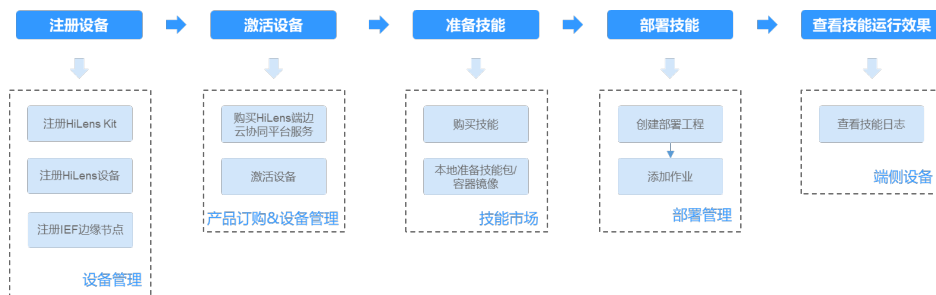 注册设备
激活设备
准备技能
部署技能
查看技能运行效果
注册HiLens Kit
注册HiLens设备
注册IEF边缘节点
设备管理
购买HiLens端边
云协同平台服务
激活设备
产品订购&设备管理
购买技能
本地准备技能包/
容器镜像
技能市场
创建部署工程
添加作业
部署管理
查看技能日志
端侧设备